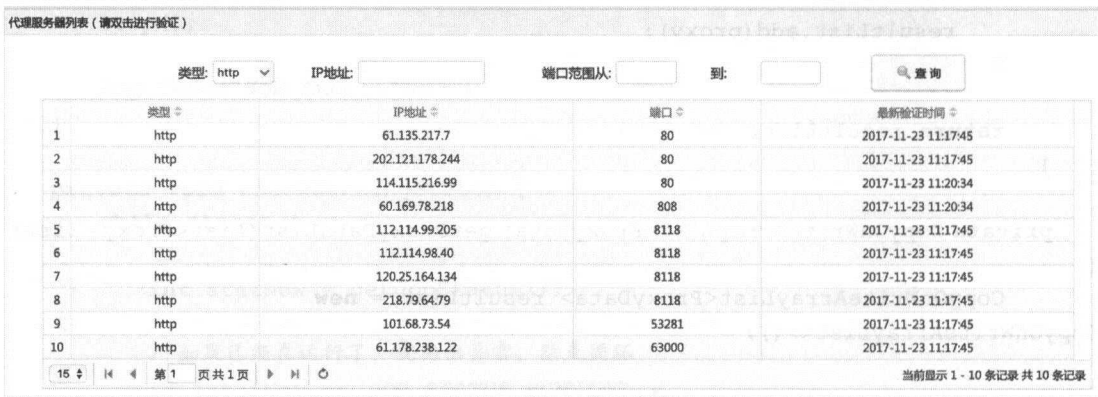 代理服务器列表（请双击进行验证）
类型: http IP地址: 端口范围从: 到: 查询
类型 IP地址 端口 最新验证时间
1 http 61.135.217.7 80 2017-11-23 11:17:45
2 http 202.121.178.244 80 2017-11-23 11:17:45
3 http 114.115.216.99 80 2017-11-23 11:20:34
4 http 60.169.78.218 808 2017-11-23 11:20:34
5 http 112.114.99.205 8118 2017-11-23 11:17:45
6 http 112.114.98.40 8118 2017-11-23 11:17:45
7 http 120.25.164.134 8118 2017-11-23 11:17:45
8 http 218.79.64.79 8118 2017-11-23 11:17:45
9 http 101.68.73.54 53281 2017-11-23 11:17:45
10 http 61.178.238.122 63000 2017-11-23 11:17:45
15 第 1 页 共 1 页 当前显示 1 - 10 条记录 共 10 条记录